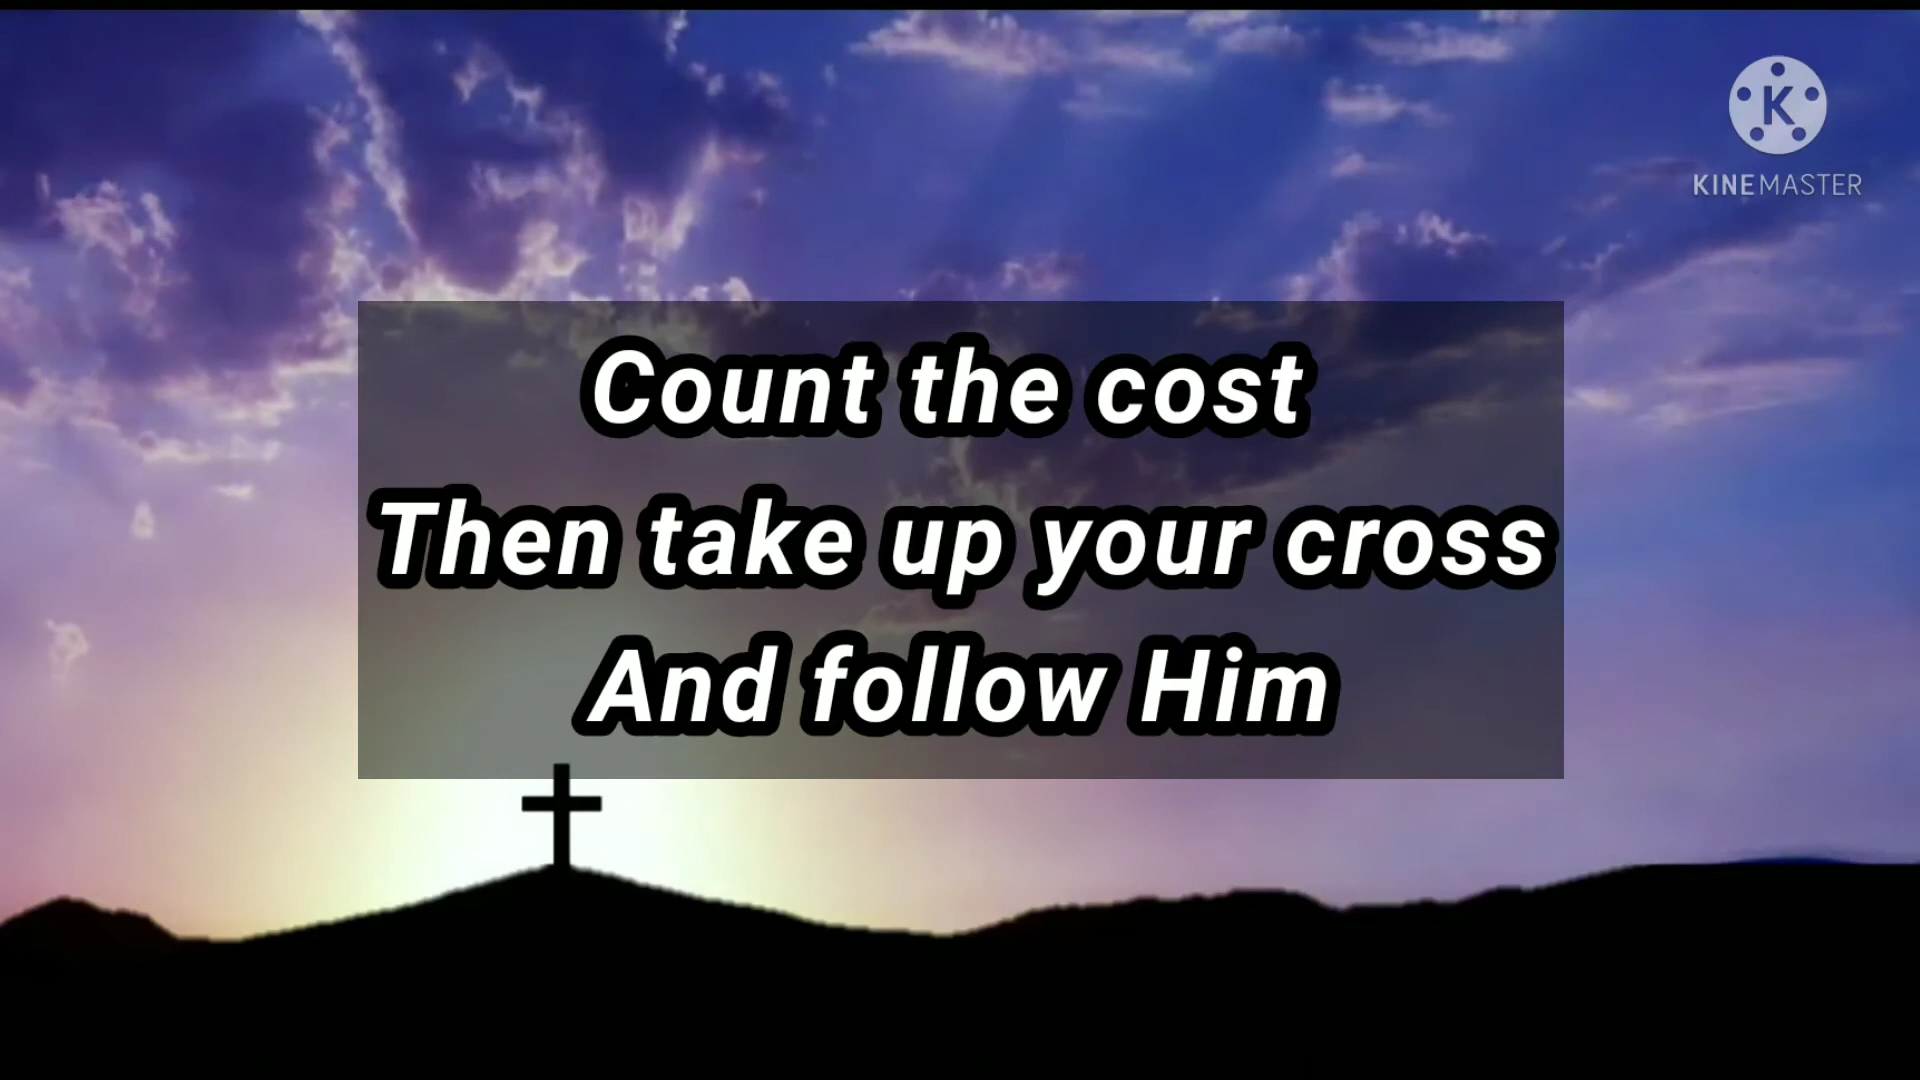 K
KINEMASTER
Count the cost
Then take up your cross
And follow Him